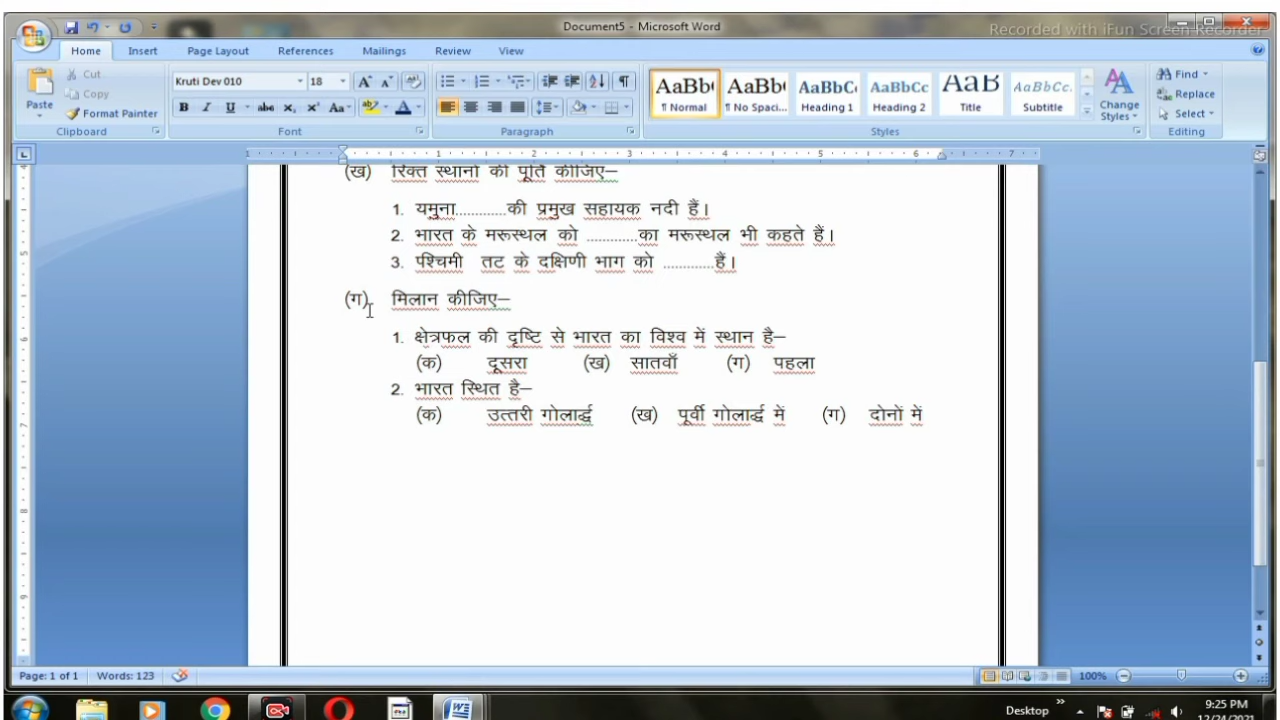 Document5 - Microsoft Word
Recorded with iFun Screen Recorder
Home Insert Page Layout References Mailings Review View
Paste
Cut
Copy
Format Painter
Clipboard
Kruti Dev 010 18
Font
Paragraph
AaBb( AaBb( AaBbC AaBbCc AaB AaBbCc.
¶ Normal ¶ No Spaci... Heading 1 Heading 2 Title Subtitle
Styles
Change Styles
Find
Replace
Select
Editing
(ख) रिक्त स्थानों की पूर्ति कीजिए–
1. यमुना............की प्रमुख सहायक नदी हैं।
2. भारत के मरूस्थल को ............का मरूस्थल भी कहते हैं।
3. पश्चिमी तट के दक्षिणी भाग को ............हैं।
(ग) मिलान कीजिए–
1. क्षेत्रफल की दृष्टि से भारत का विश्व में स्थान है–
(क) दूसरा (ख) सातवाँ (ग) पहला
2. भारत स्थित है–
(क) उत्तरी गोलार्द्ध (ख) पूर्वी गोलार्द्ध में (ग) दोनों में
Page: 1 of 1 Words: 123 100%
Desktop
9:25 PM
12/24/2021